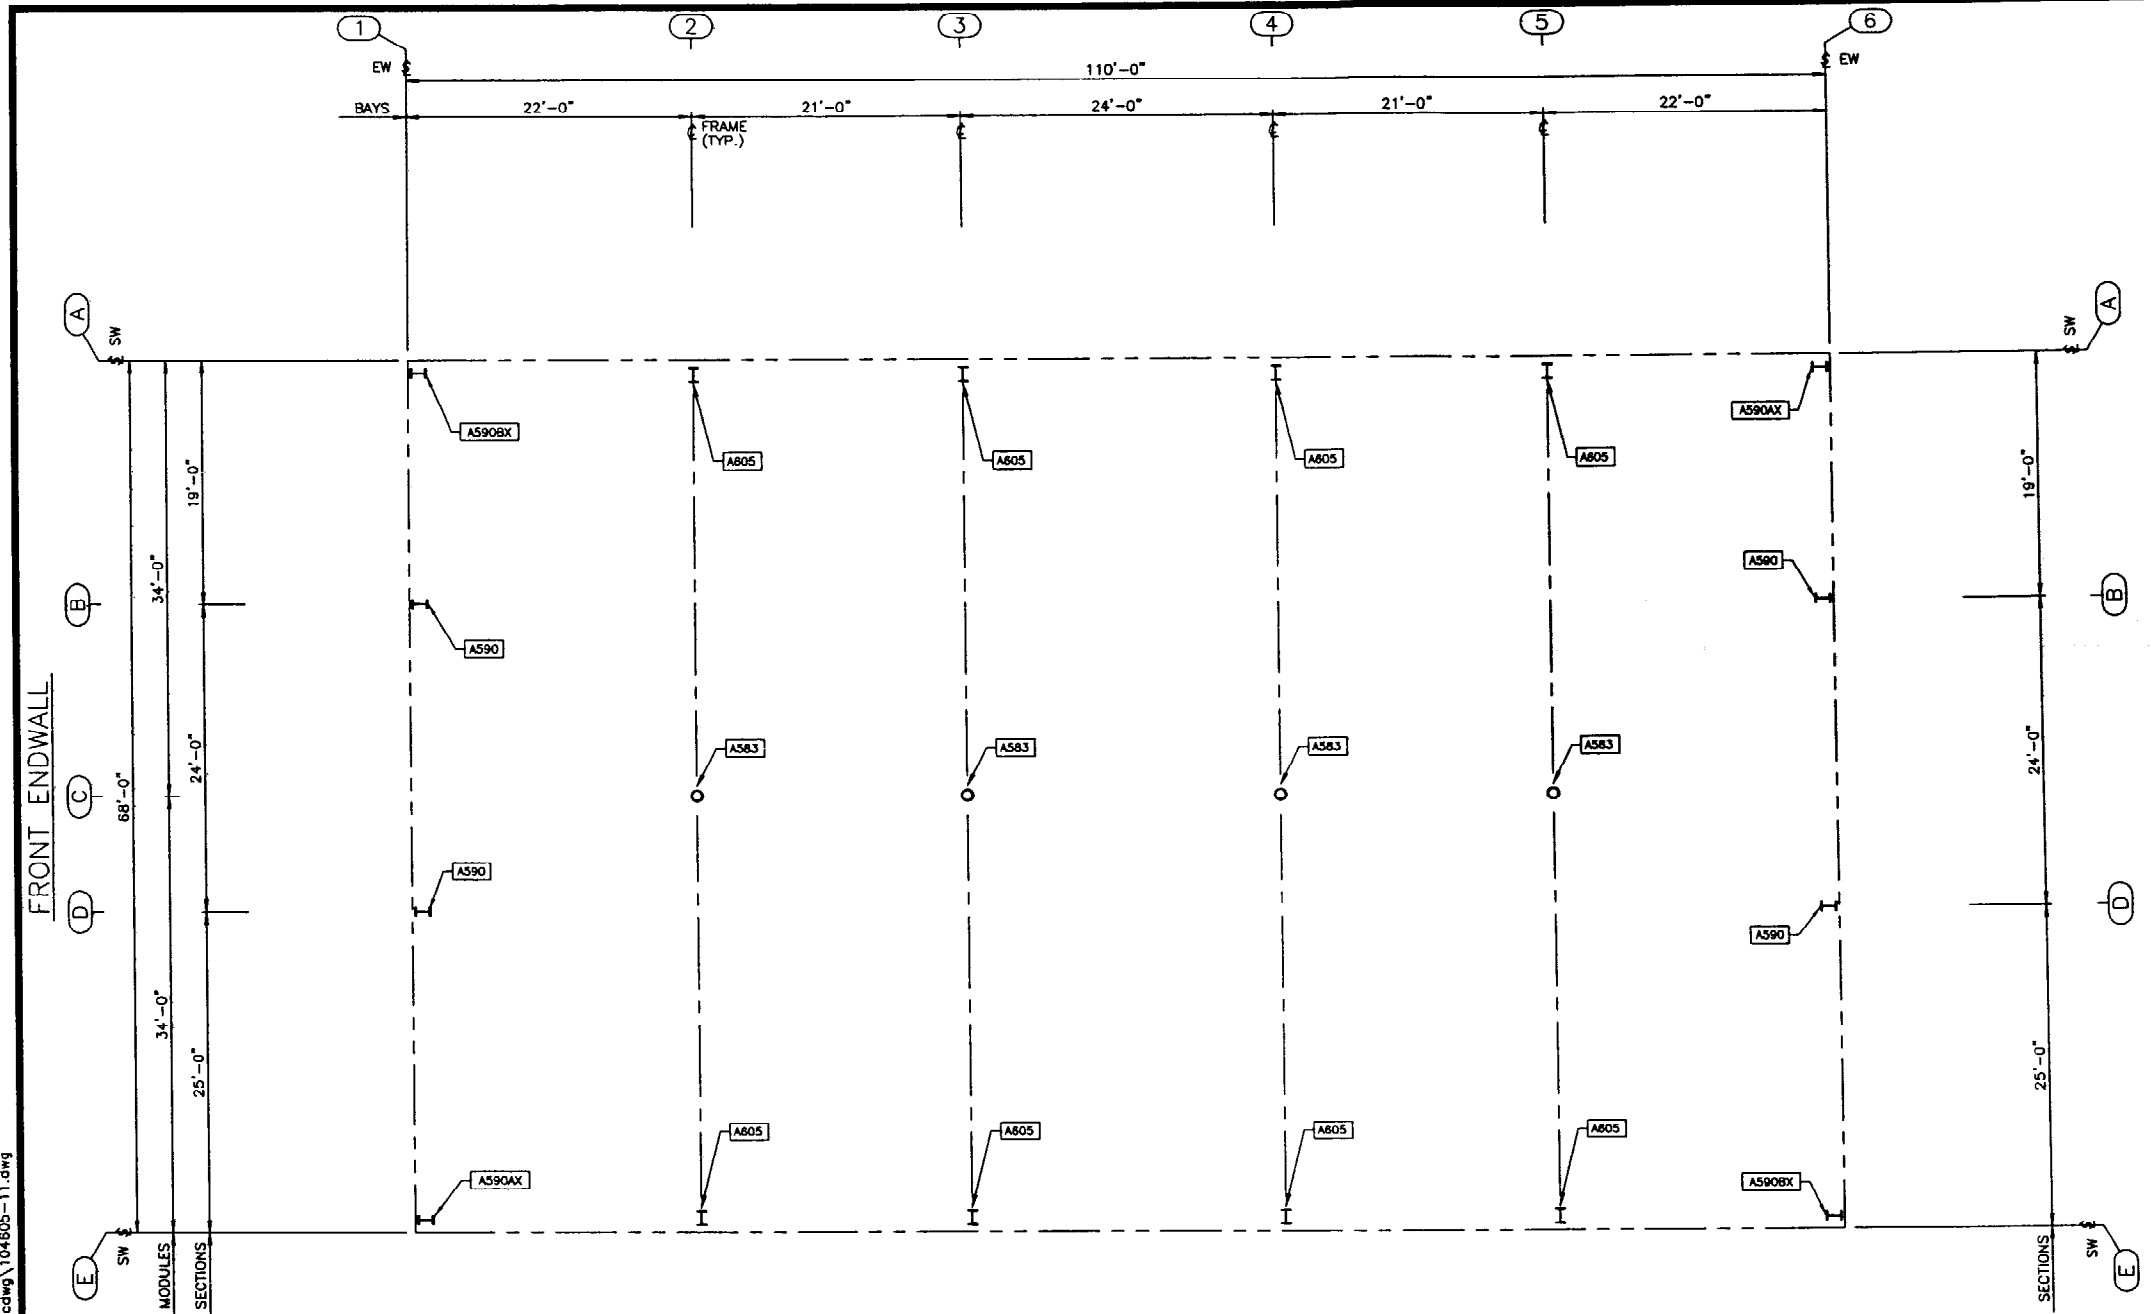 1
2
3
4
5
6
EW
110'-0"
EW
BAYS
22'-0"
21'-0"
24'-0"
21'-0"
22'-0"
FRAME
(TYP.)
A
SW
SW
A
A590BX
A605
A605
A605
A605
A590AX
19'-0"
19'-0"
34'-0"
B
A590
A590
B
FRONT ENDWALL
68'-0"
24'-0"
24'-0"
C
A583
A583
A583
A583
D
A590
A590
D
34'-0"
25'-0"
25'-0"
A605
A605
A605
A605
A590AX
A590BX
E
SW
MODULES
SECTIONS
SECTIONS
SW
E
cdwg\104605-11.dwg